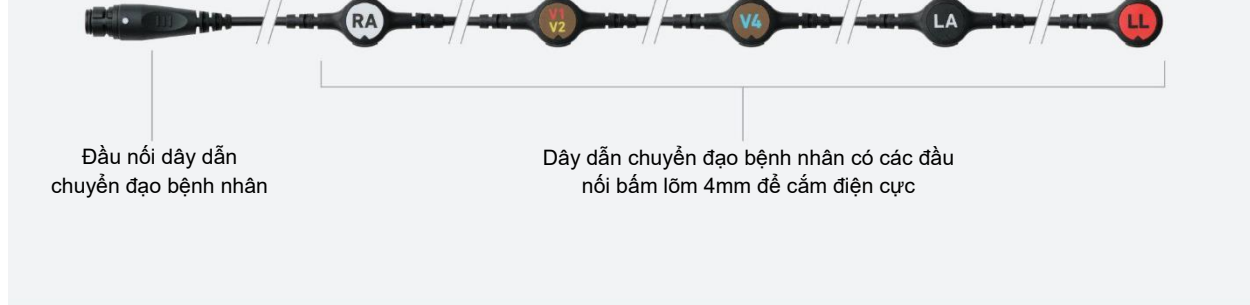 RA
V1
V2
V4
LA
LL
Đầu nối dây dẫn
chuyển đạo bệnh nhân
Dây dẫn chuyển đạo bệnh nhân có các đầu
nối bấm lõm 4mm để cắm điện cực